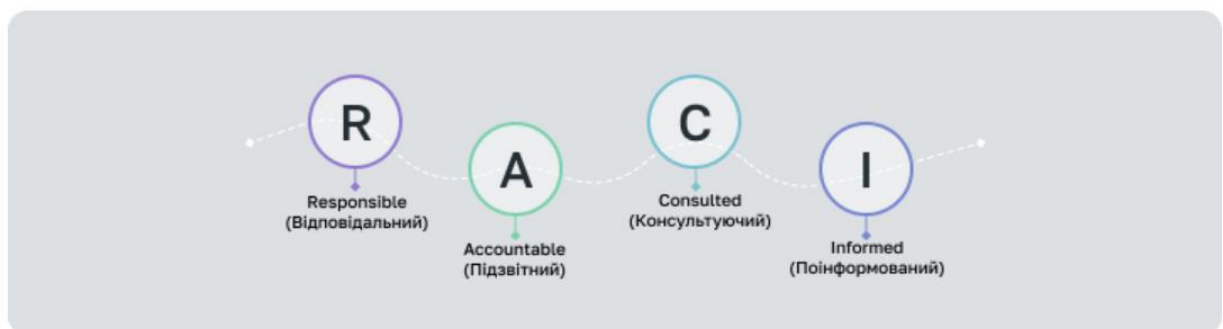 R
Responsible
(Відповідальний)
A
Accountable
(Підзвітний)
C
Consulted
(Консультуючий)
I
Informed
(Поінформований)